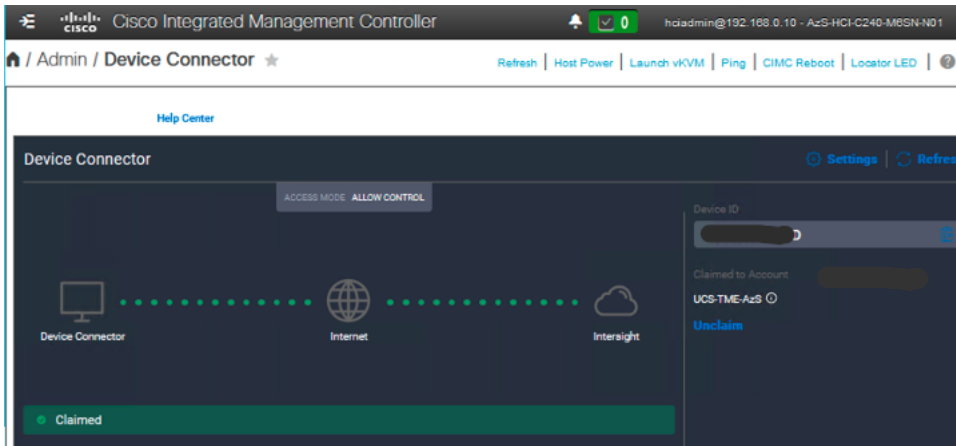 cisco Cisco Integrated Management Controller 0 hciadmin@192.168.0.10 - AzS-HCI-C240-M6SN-N01
/ Admin / Device Connector Refresh | Host Power | Launch vKVM | Ping | CIMC Reboot | Locator LED |
Help Center
Device Connector Settings | Refres
ACCESS MODE ALLOW CONTROL
Device ID
Claimed to Account
UCS-TME-AzS
Unclaim
Device Connector Internet Intersight
Claimed